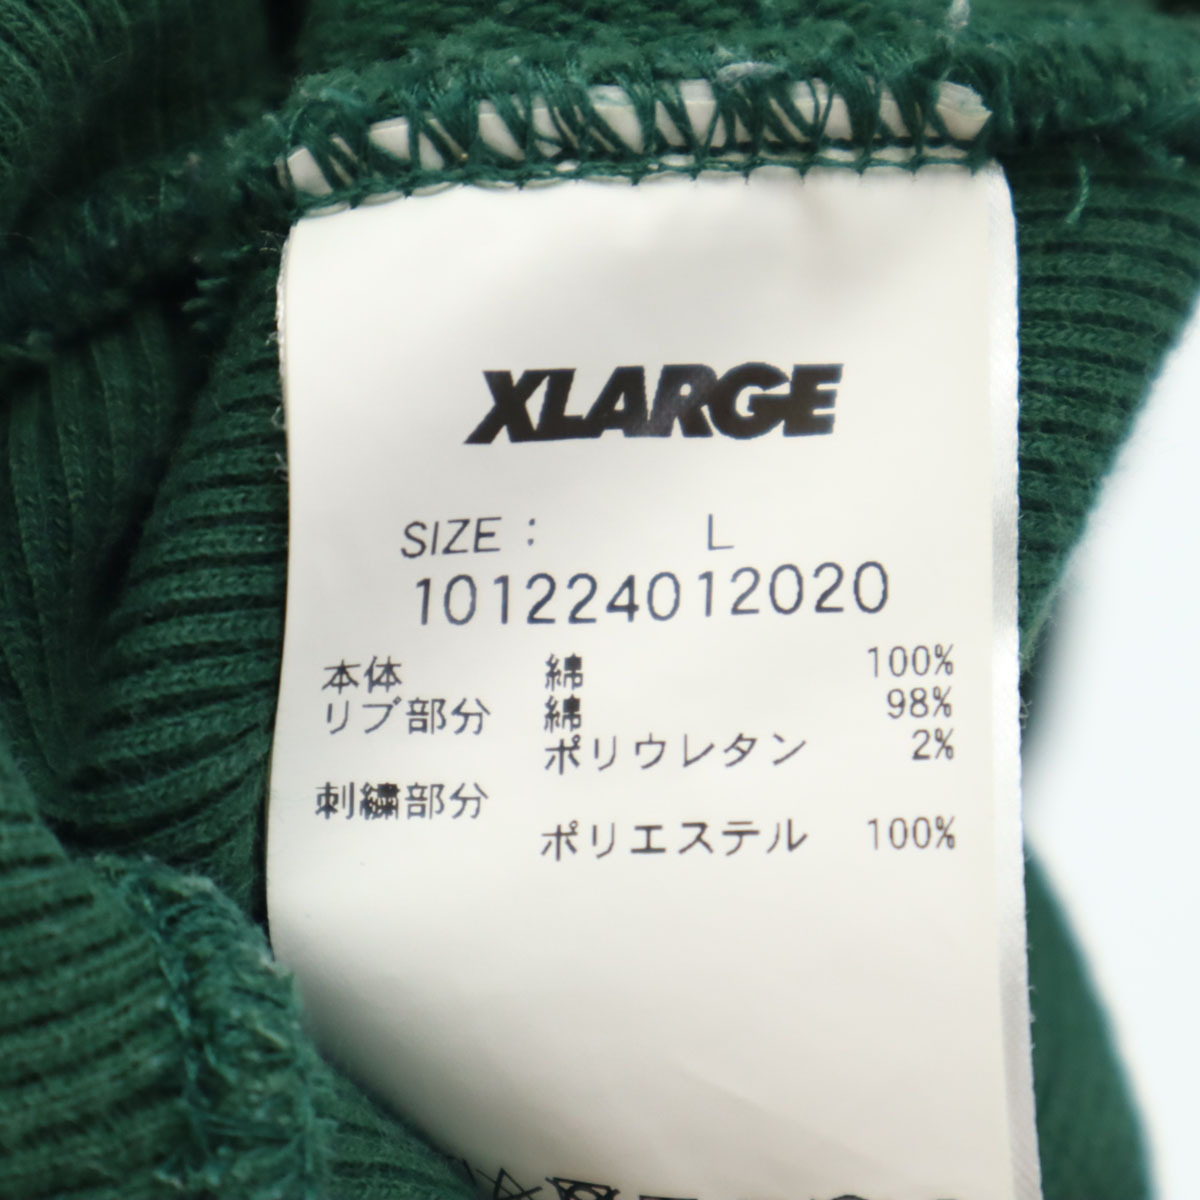 XLARGE
SIZE : L
101224012020
本体 綿 100%
リブ部分 綿 98%
ポリウレタン 2%
刺繍部分
ポリエステル 100%